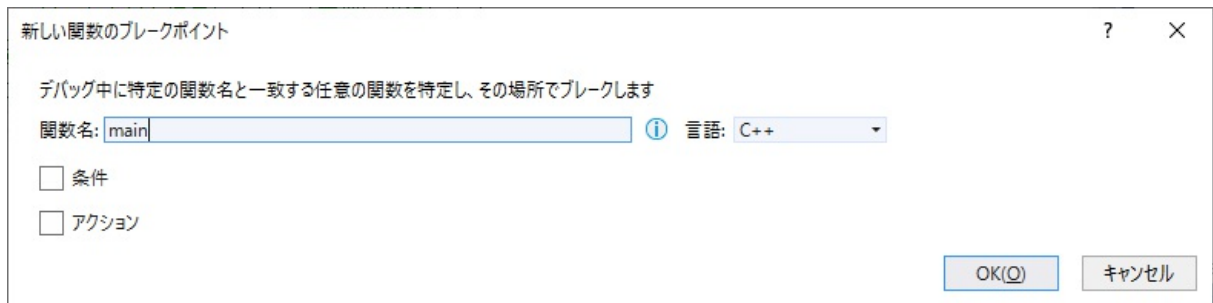 新しい関数のブレークポイント ? ×
デバッグ中に特定の関数名と一致する任意の関数を特定し、その場所でブレークします
関数名: main 言語: C++
条件
アクション
OK(O) キャンセル